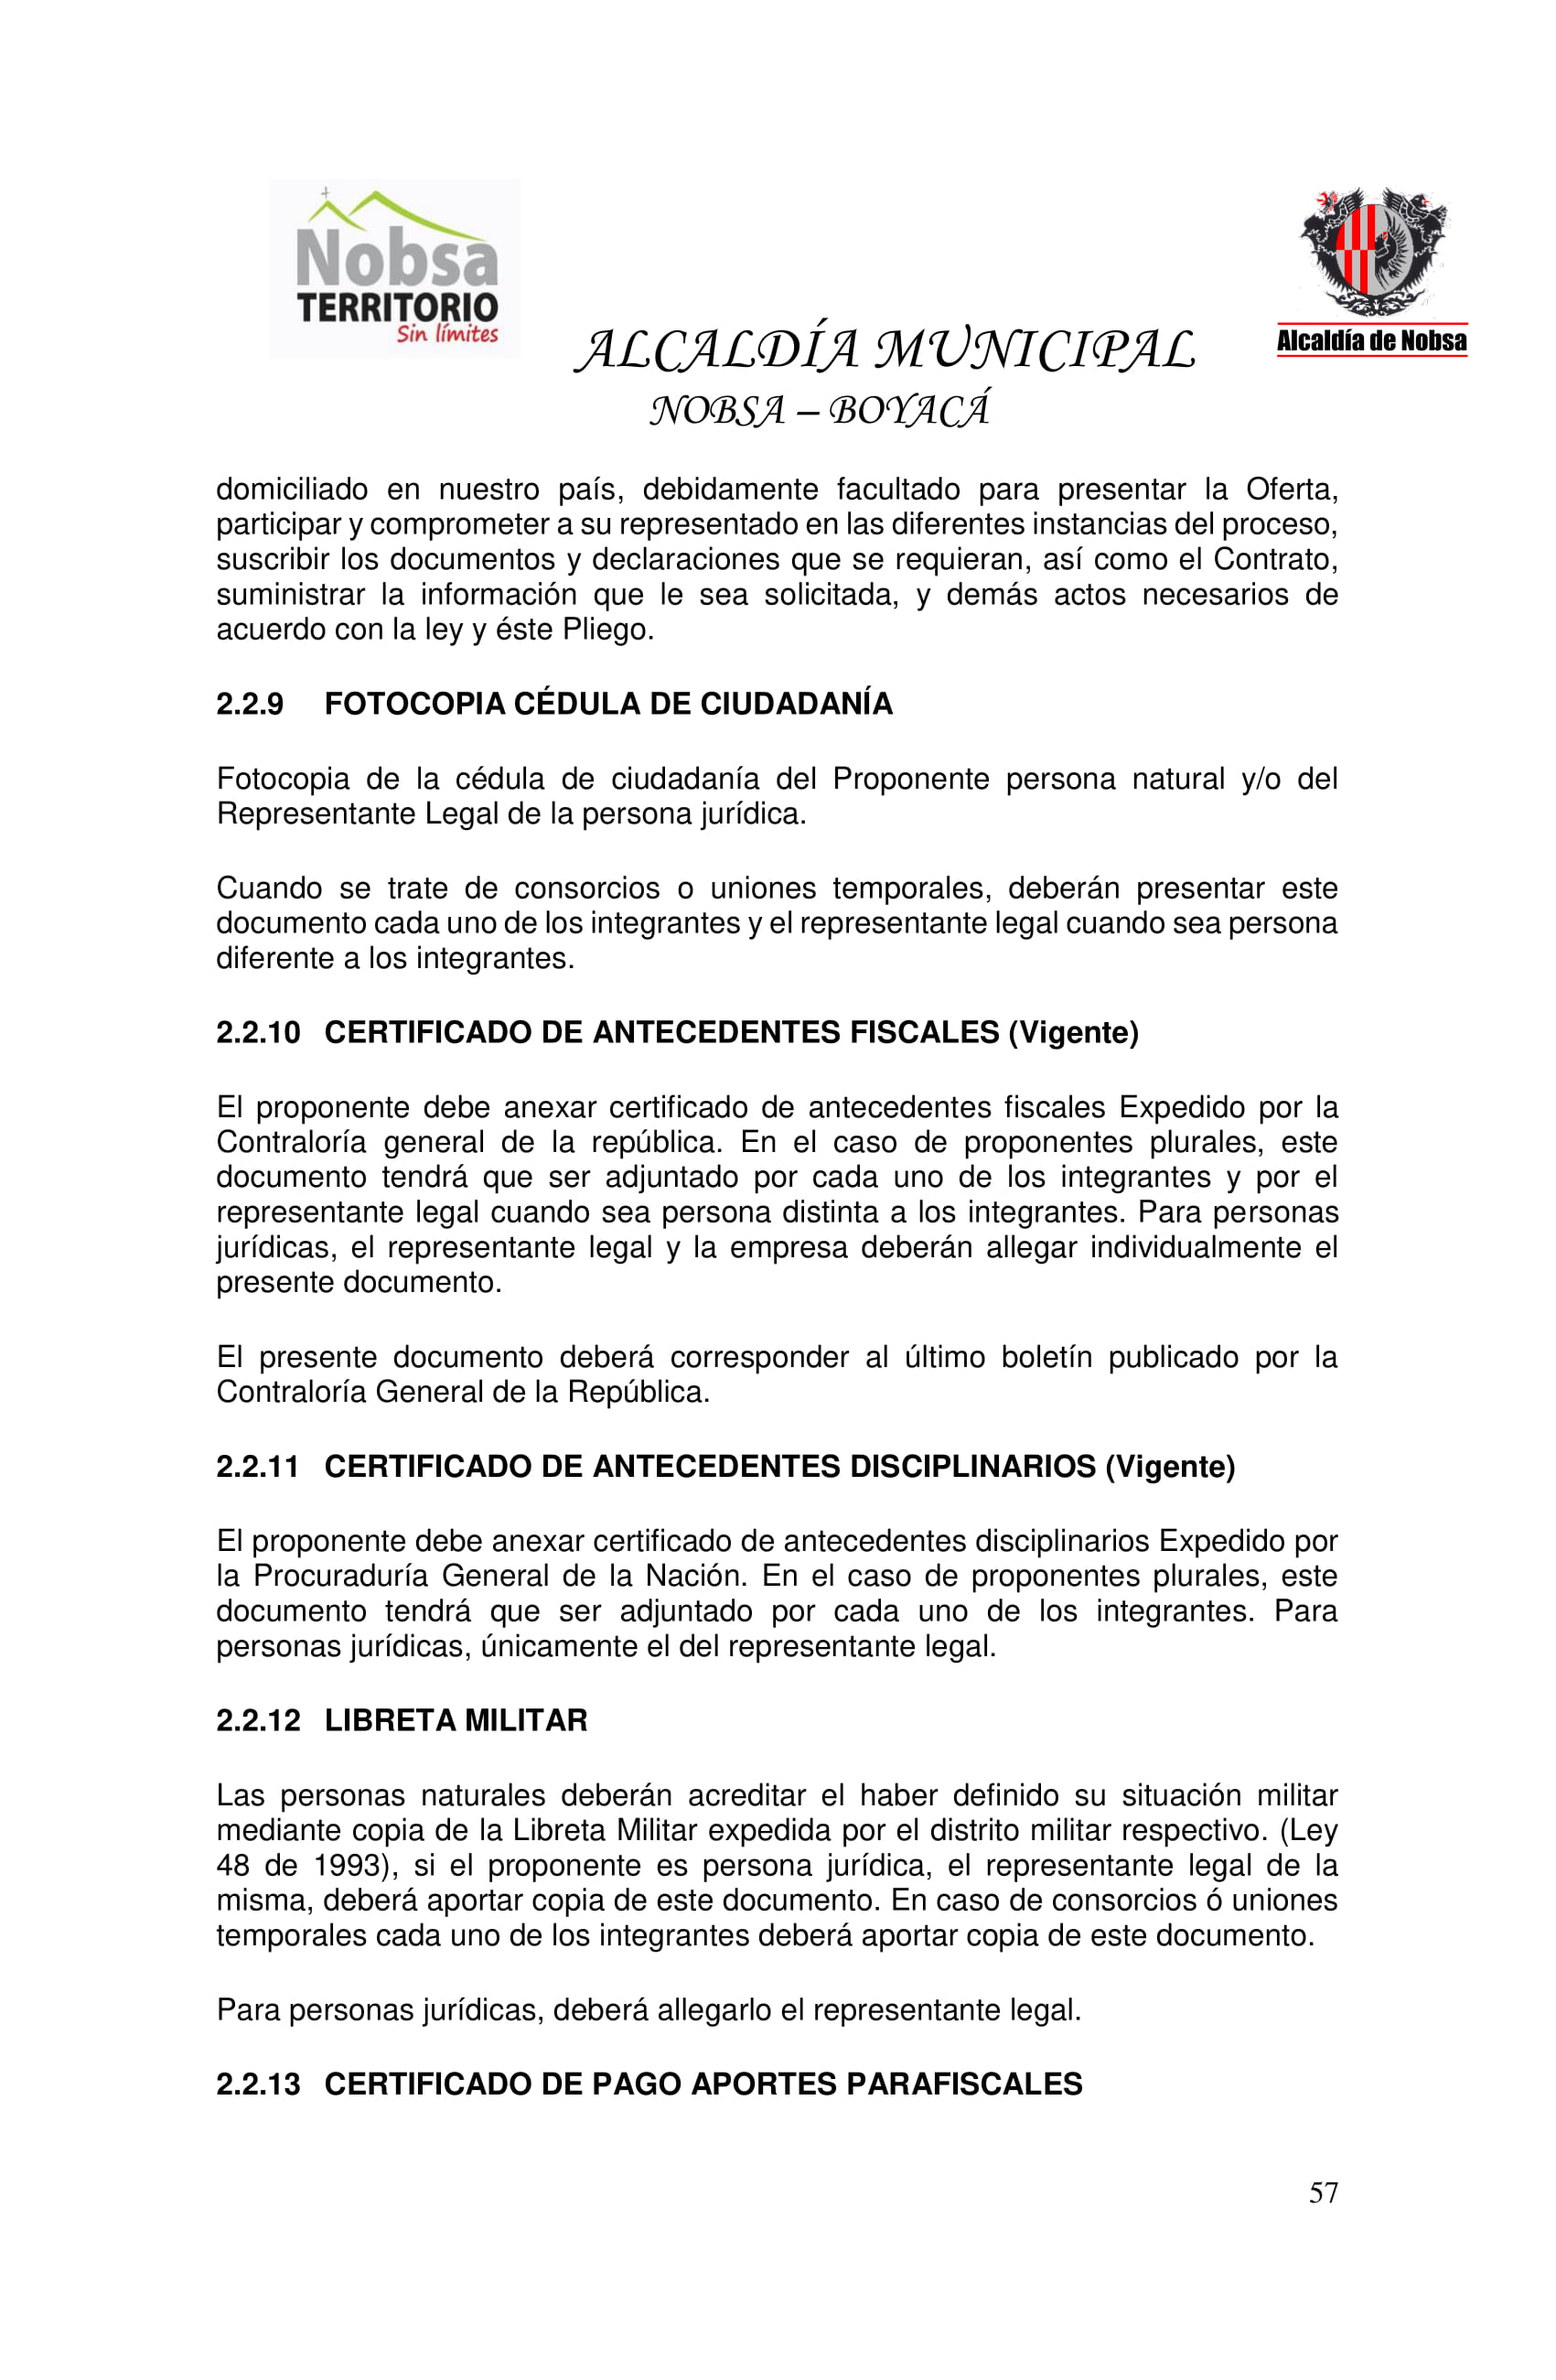 Nobsa
TERRITORIO
Sin límites
Alcaldía de Nobsa
ALCALDÍA MUNICIPAL
NOBSA – BOYACÁ
domiciliado en nuestro país, debidamente facultado para presentar la Oferta,
participar y comprometer a su representado en las diferentes instancias del proceso,
suscribir los documentos y declaraciones que se requieran, así como el Contrato,
suministrar la información que le sea solicitada, y demás actos necesarios de
acuerdo con la ley y éste Pliego.
2.2.9 FOTOCOPIA CÉDULA DE CIUDADANÍA
Fotocopia de la cédula de ciudadanía del Proponente persona natural y/o del
Representante Legal de la persona jurídica.
Cuando se trate de consorcios o uniones temporales, deberán presentar este
documento cada uno de los integrantes y el representante legal cuando sea persona
diferente a los integrantes.
2.2.10 CERTIFICADO DE ANTECEDENTES FISCALES (Vigente)
El proponente debe anexar certificado de antecedentes fiscales Expedido por la
Contraloría general de la república. En el caso de proponentes plurales, este
documento tendrá que ser adjuntado por cada uno de los integrantes y por el
representante legal cuando sea persona distinta a los integrantes. Para personas
jurídicas, el representante legal y la empresa deberán allegar individualmente el
presente documento.
El presente documento deberá corresponder al último boletín publicado por la
Contraloría General de la República.
2.2.11 CERTIFICADO DE ANTECEDENTES DISCIPLINARIOS (Vigente)
El proponente debe anexar certificado de antecedentes disciplinarios Expedido por
la Procuraduría General de la Nación. En el caso de proponentes plurales, este
documento tendrá que ser adjuntado por cada uno de los integrantes. Para
personas jurídicas, únicamente el del representante legal.
2.2.12 LIBRETA MILITAR
Las personas naturales deberán acreditar el haber definido su situación militar
mediante copia de la Libreta Militar expedida por el distrito militar respectivo. (Ley
48 de 1993), si el proponente es persona jurídica, el representante legal de la
misma, deberá aportar copia de este documento. En caso de consorcios ó uniones
temporales cada uno de los integrantes deberá aportar copia de este documento.
Para personas jurídicas, deberá allegarlo el representante legal.
2.2.13 CERTIFICADO DE PAGO APORTES PARAFISCALES
57